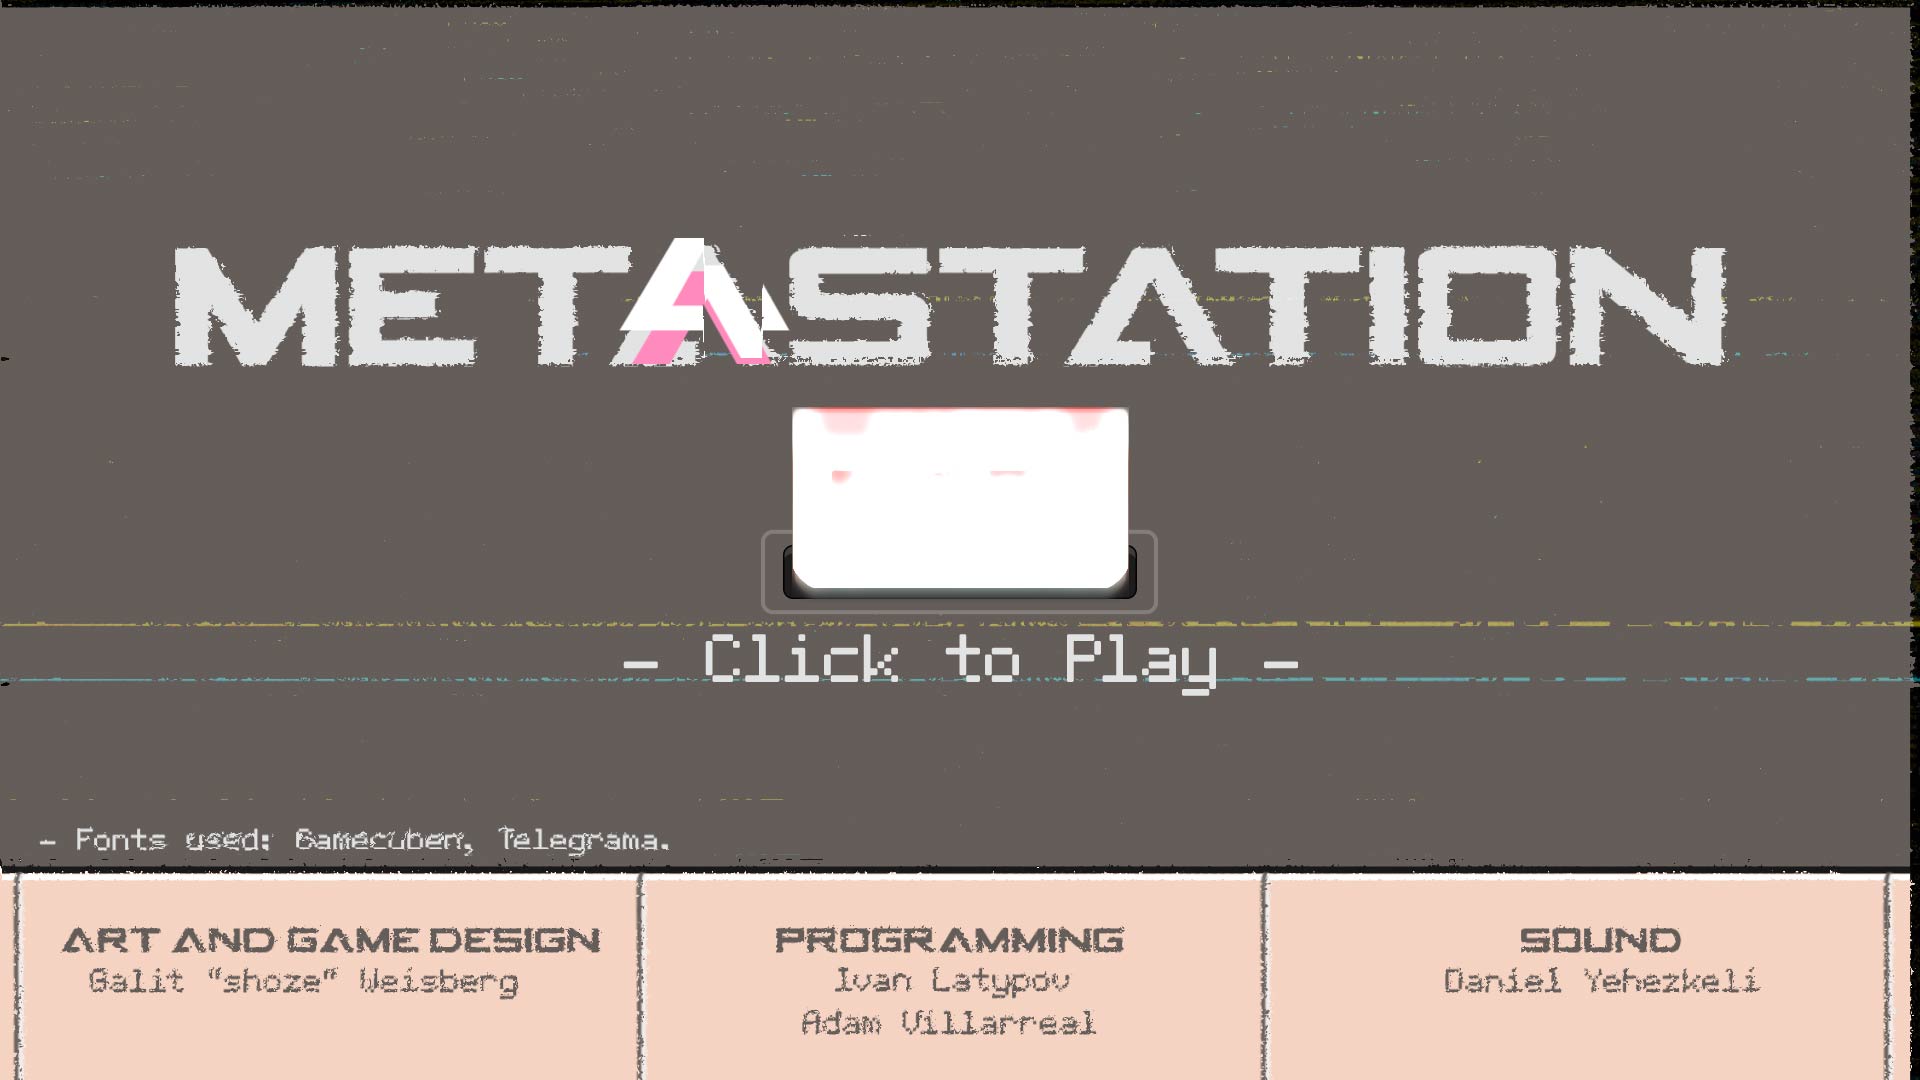 METASTATION
- Click to Play -
- Fonts used: Gamecuben, Telegrama.
ART AND GAME DESIGN
Galit "shoze" Weisberg
PROGRAMMING
Ivan Latypov
Adam Villarreal
SOUND
Daniel Yehezkeli